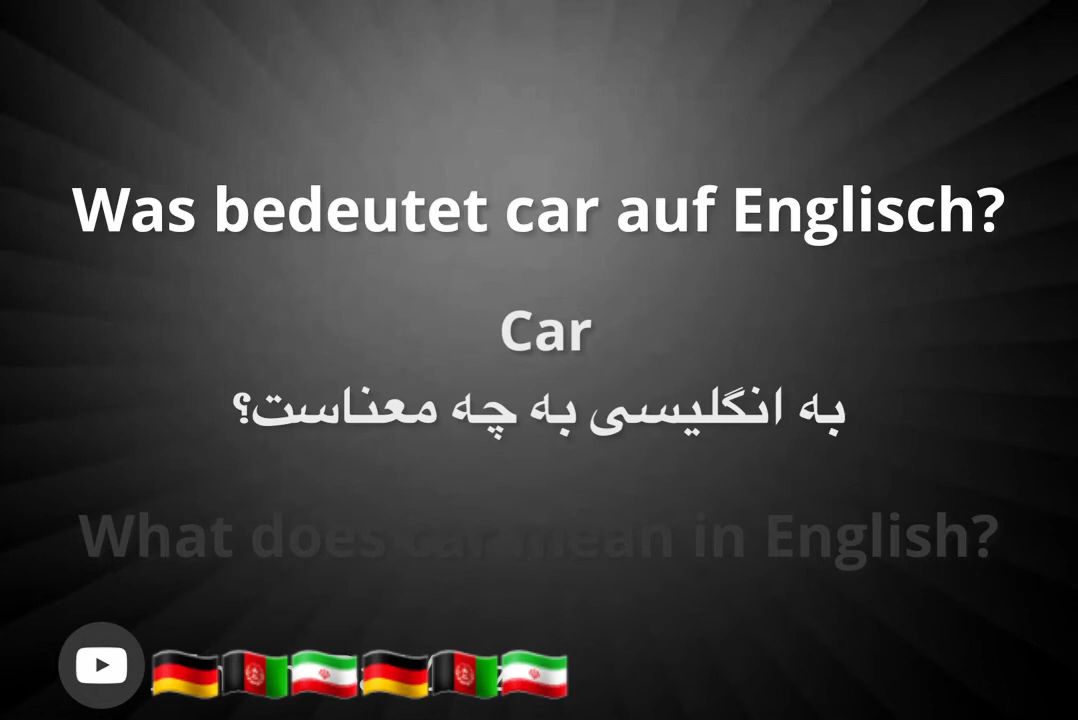 Was bedeutet car auf Englisch?
Car
به انگلیسی به چه معناست؟
What does car mean in English?